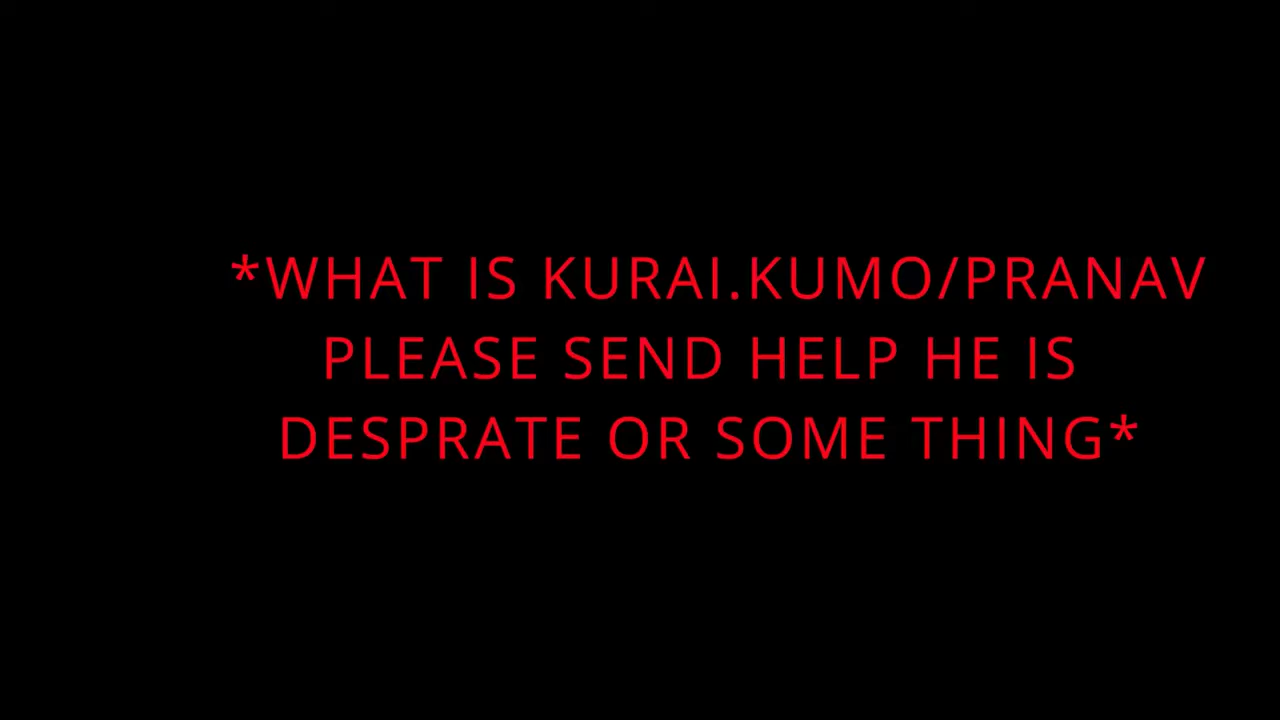 *WHAT IS KURAI.KUMO/PRANAV
PLEASE SEND HELP HE IS
DESPRATE OR SOME THING*